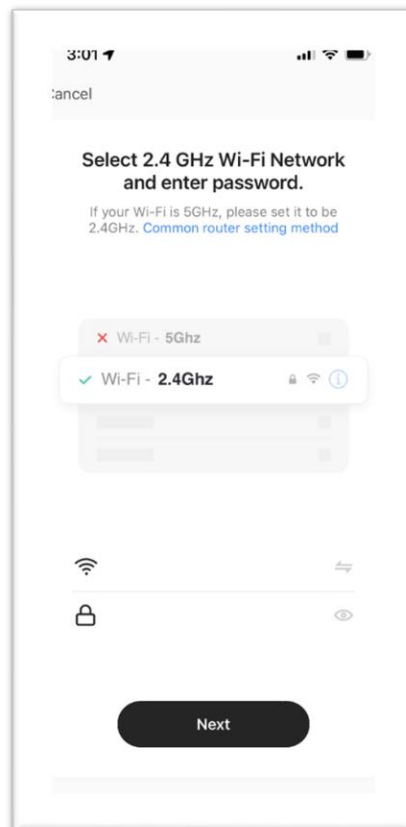 3:01
Cancel
Select 2.4 GHz Wi-Fi Network
and enter password.
If your Wi-Fi is 5GHz, please set it to be
2.4GHz. Common router setting method
Wi-Fi - 5Ghz
Wi-Fi - 2.4Ghz
Next